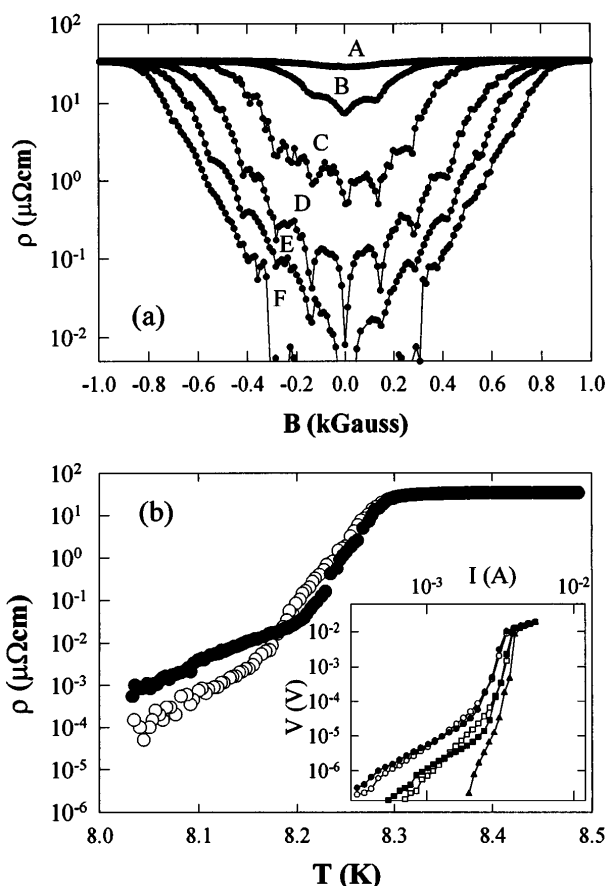 10²
10¹
10⁰
10⁻¹
10⁻²
ρ (μΩcm)
A
B
C
D
E
F
(a)
-1.0 -0.8 -0.6 -0.4 -0.2 0.0 0.2 0.4 0.6 0.8 1.0
B (kGauss)
10²
10¹
10⁰
10⁻¹
10⁻²
10⁻³
10⁻⁴
10⁻⁵
10⁻⁶
ρ (μΩcm)
(b)
I (A)
10⁻³ 10⁻²
10⁻²
10⁻³
10⁻⁴
10⁻⁵
10⁻⁶
V (V)
8.0 8.1 8.2 8.3 8.4 8.5
T (K)